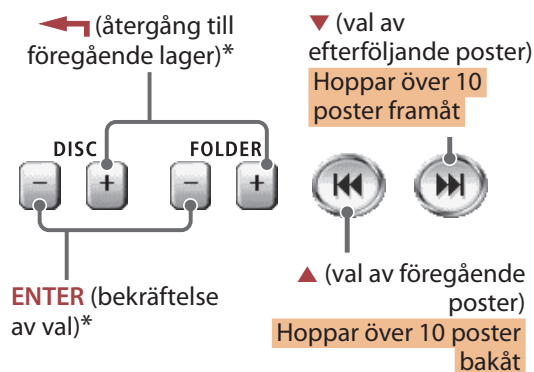 (återgång till
föregående lager)*
▼ (val av
efterföljande poster)
Hoppar över 10
poster framåt
DISC
FOLDER
− + − +
ENTER (bekräftelse
av val)*
▲ (val av föregående
poster)
Hoppar över 10 poster
bakåt